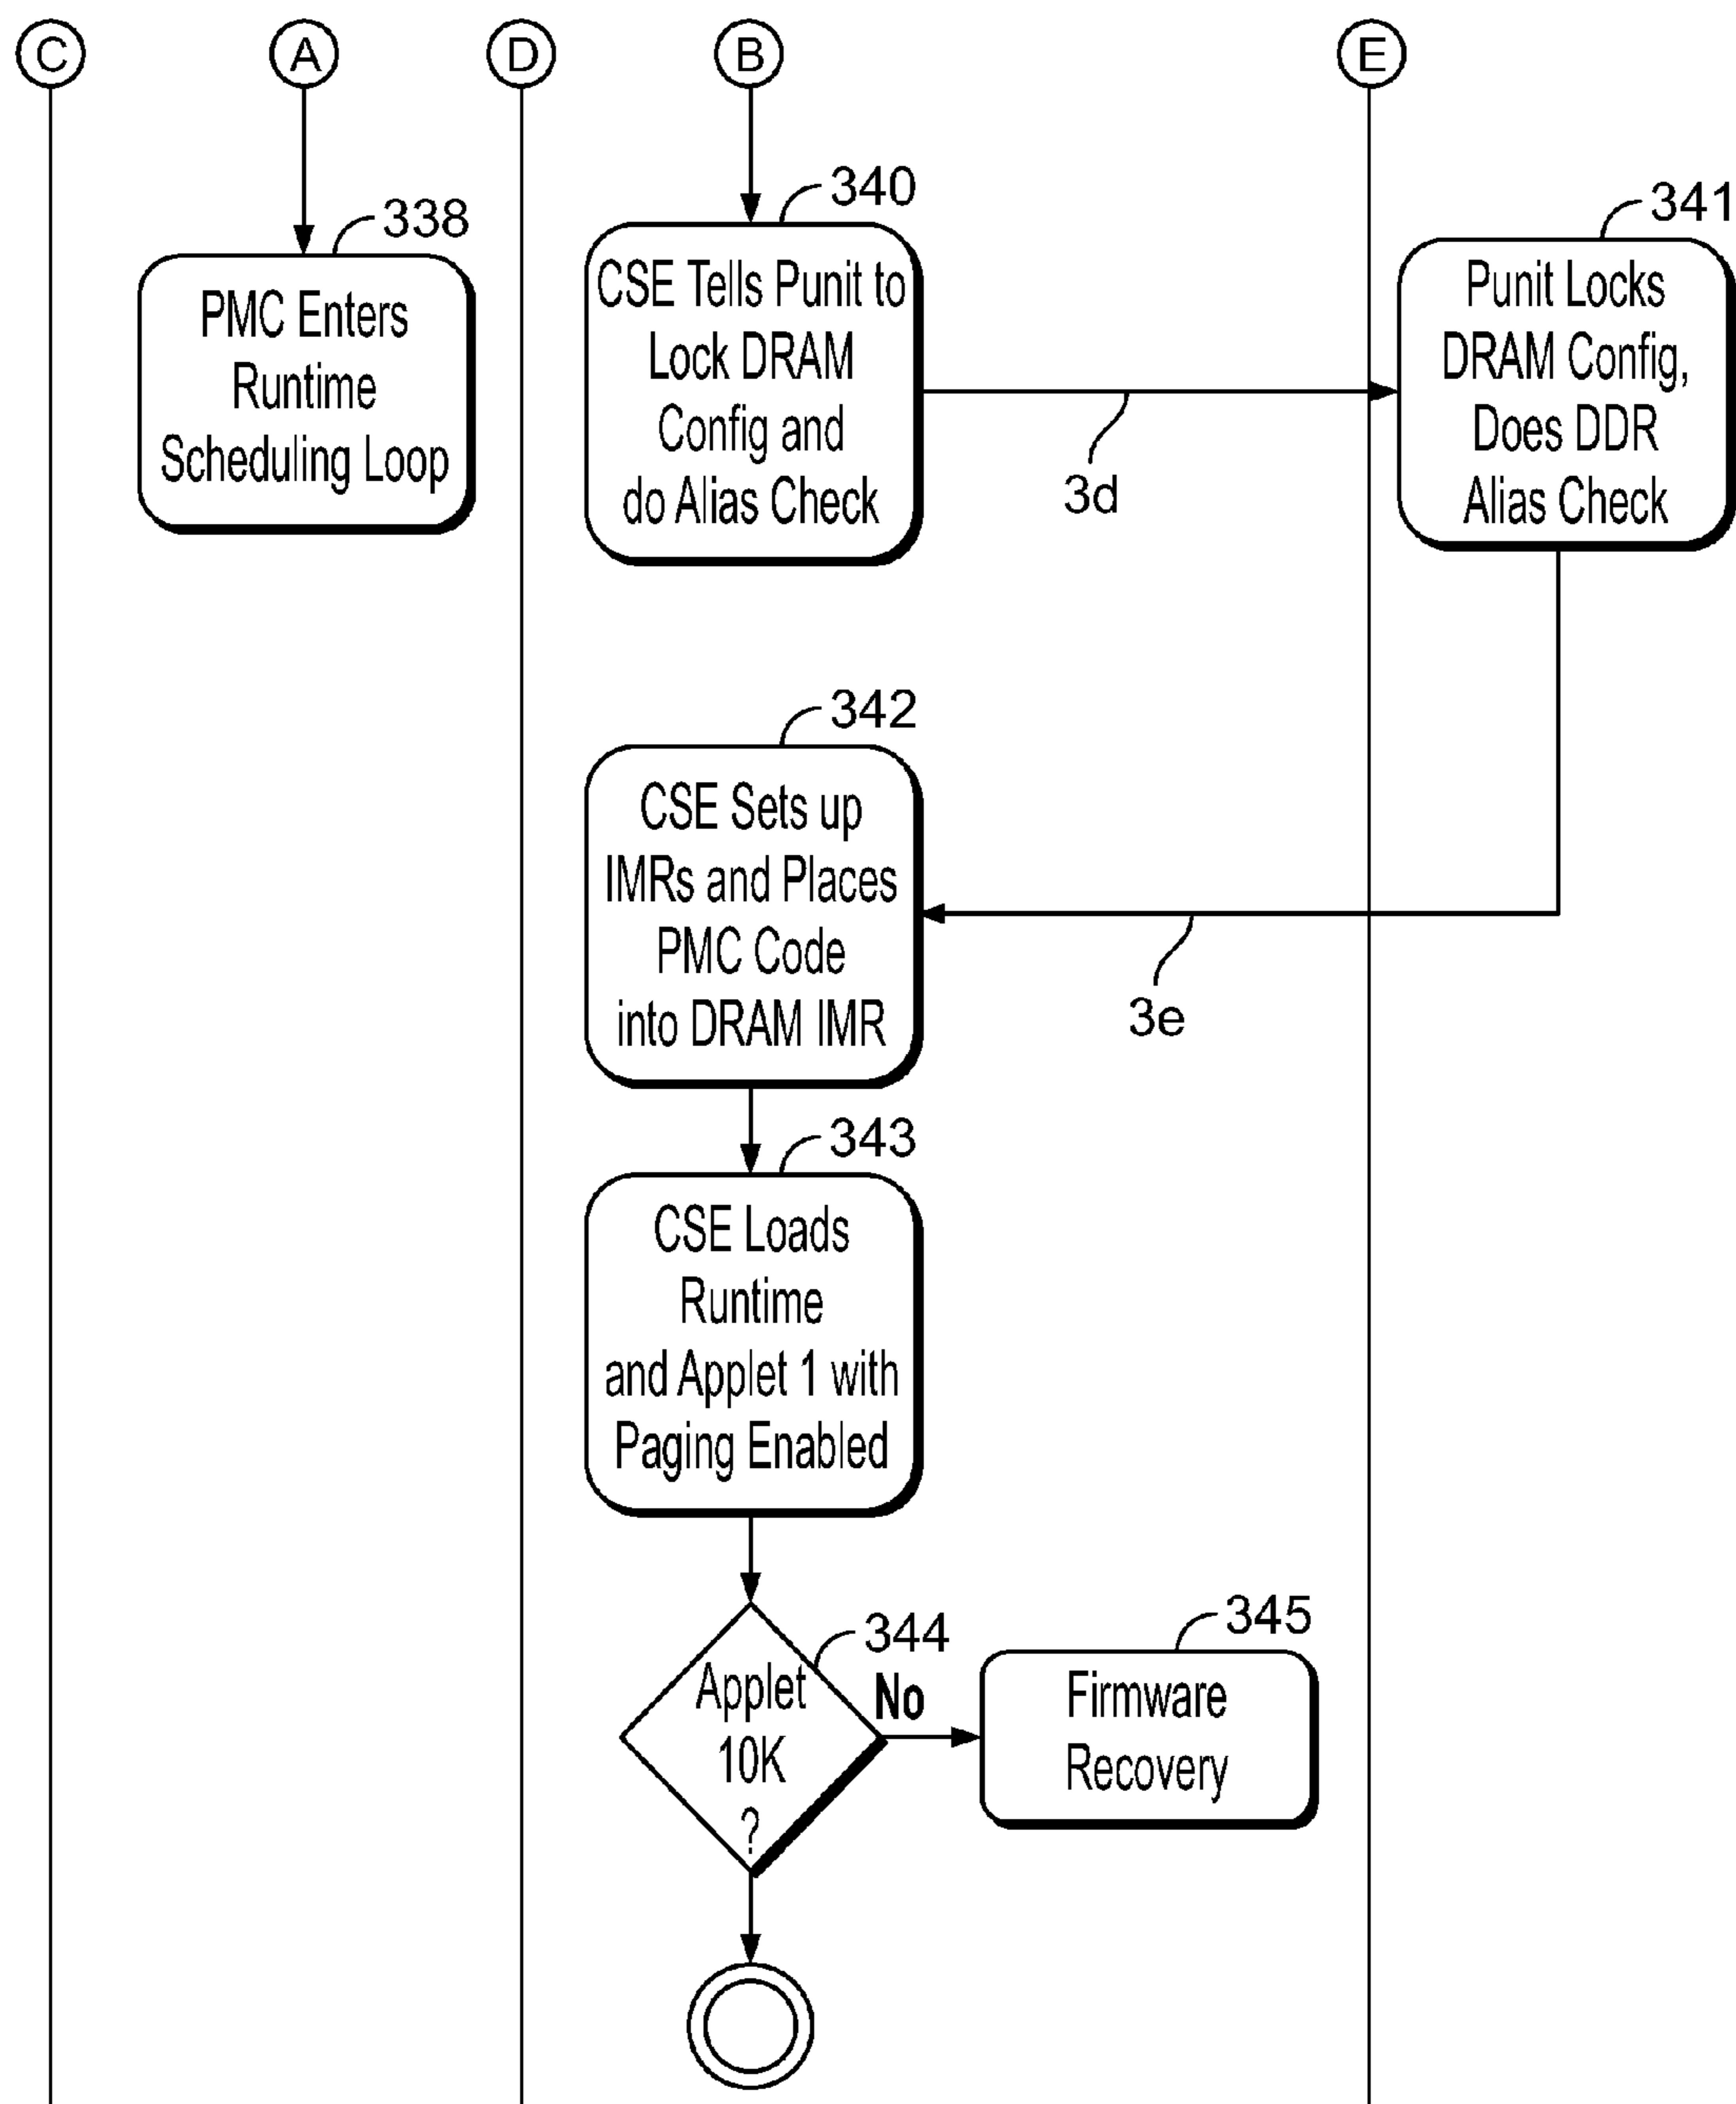 C
A
D
B
E
338
PMC Enters
Runtime
Scheduling Loop
340
CSE Tells Punit to
Lock DRAM
Config and
do Alias Check
3d
341
Punit Locks
DRAM Config,
Does DDR
Alias Check
342
CSE Sets up
IMRs and Places
PMC Code
into DRAM IMR
3e
343
CSE Loads
Runtime
and Applet 1 with
Paging Enabled
344
Applet
10K
?
No
345
Firmware
Recovery